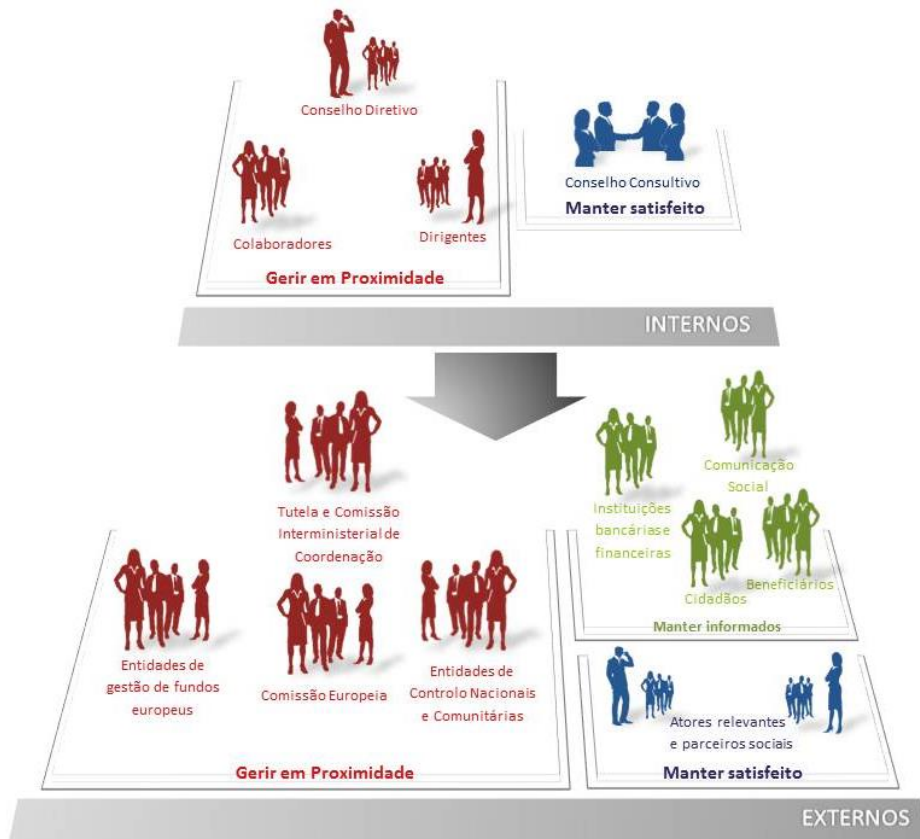 Conselho Diretivo
Colaboradores
Dirigentes
Gerir em Proximidade
Conselho Consultivo
Manter satisfeito
INTERNOS
Tutela e Comissão
Interministerial de
Coordenação
Entidades de
gestão de fundos
europeus
Comissão Europeia
Entidades de
Controlo Nacionais
e Comunitárias
Gerir em Proximidade
Comunicação
Social
Instituições
bancárias e
financeiras
Cidadãos
Beneficiários
Manter informados
Atores relevantes
e parceiros sociais
Manter satisfeito
EXTERNOS